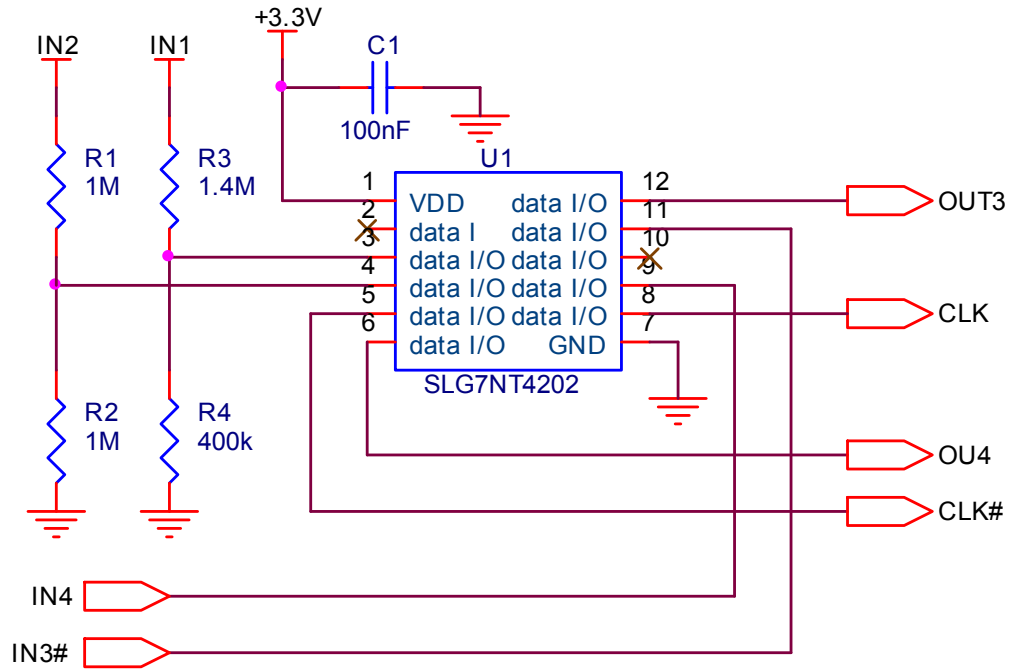 +3.3V
IN2
IN1
C1
100nF
R1
1M
R3
1.4M
U1
1
2
3
4
5
6
12
11
10
9
8
7
VDD data I/O
data I data I/O
data I/O data I/O
data I/O data I/O
data I/O data I/O
data I/O GND
SLG7NT4202
OUT3
CLK
R2
1M
R4
400k
OU4
CLK#
IN4
IN3#